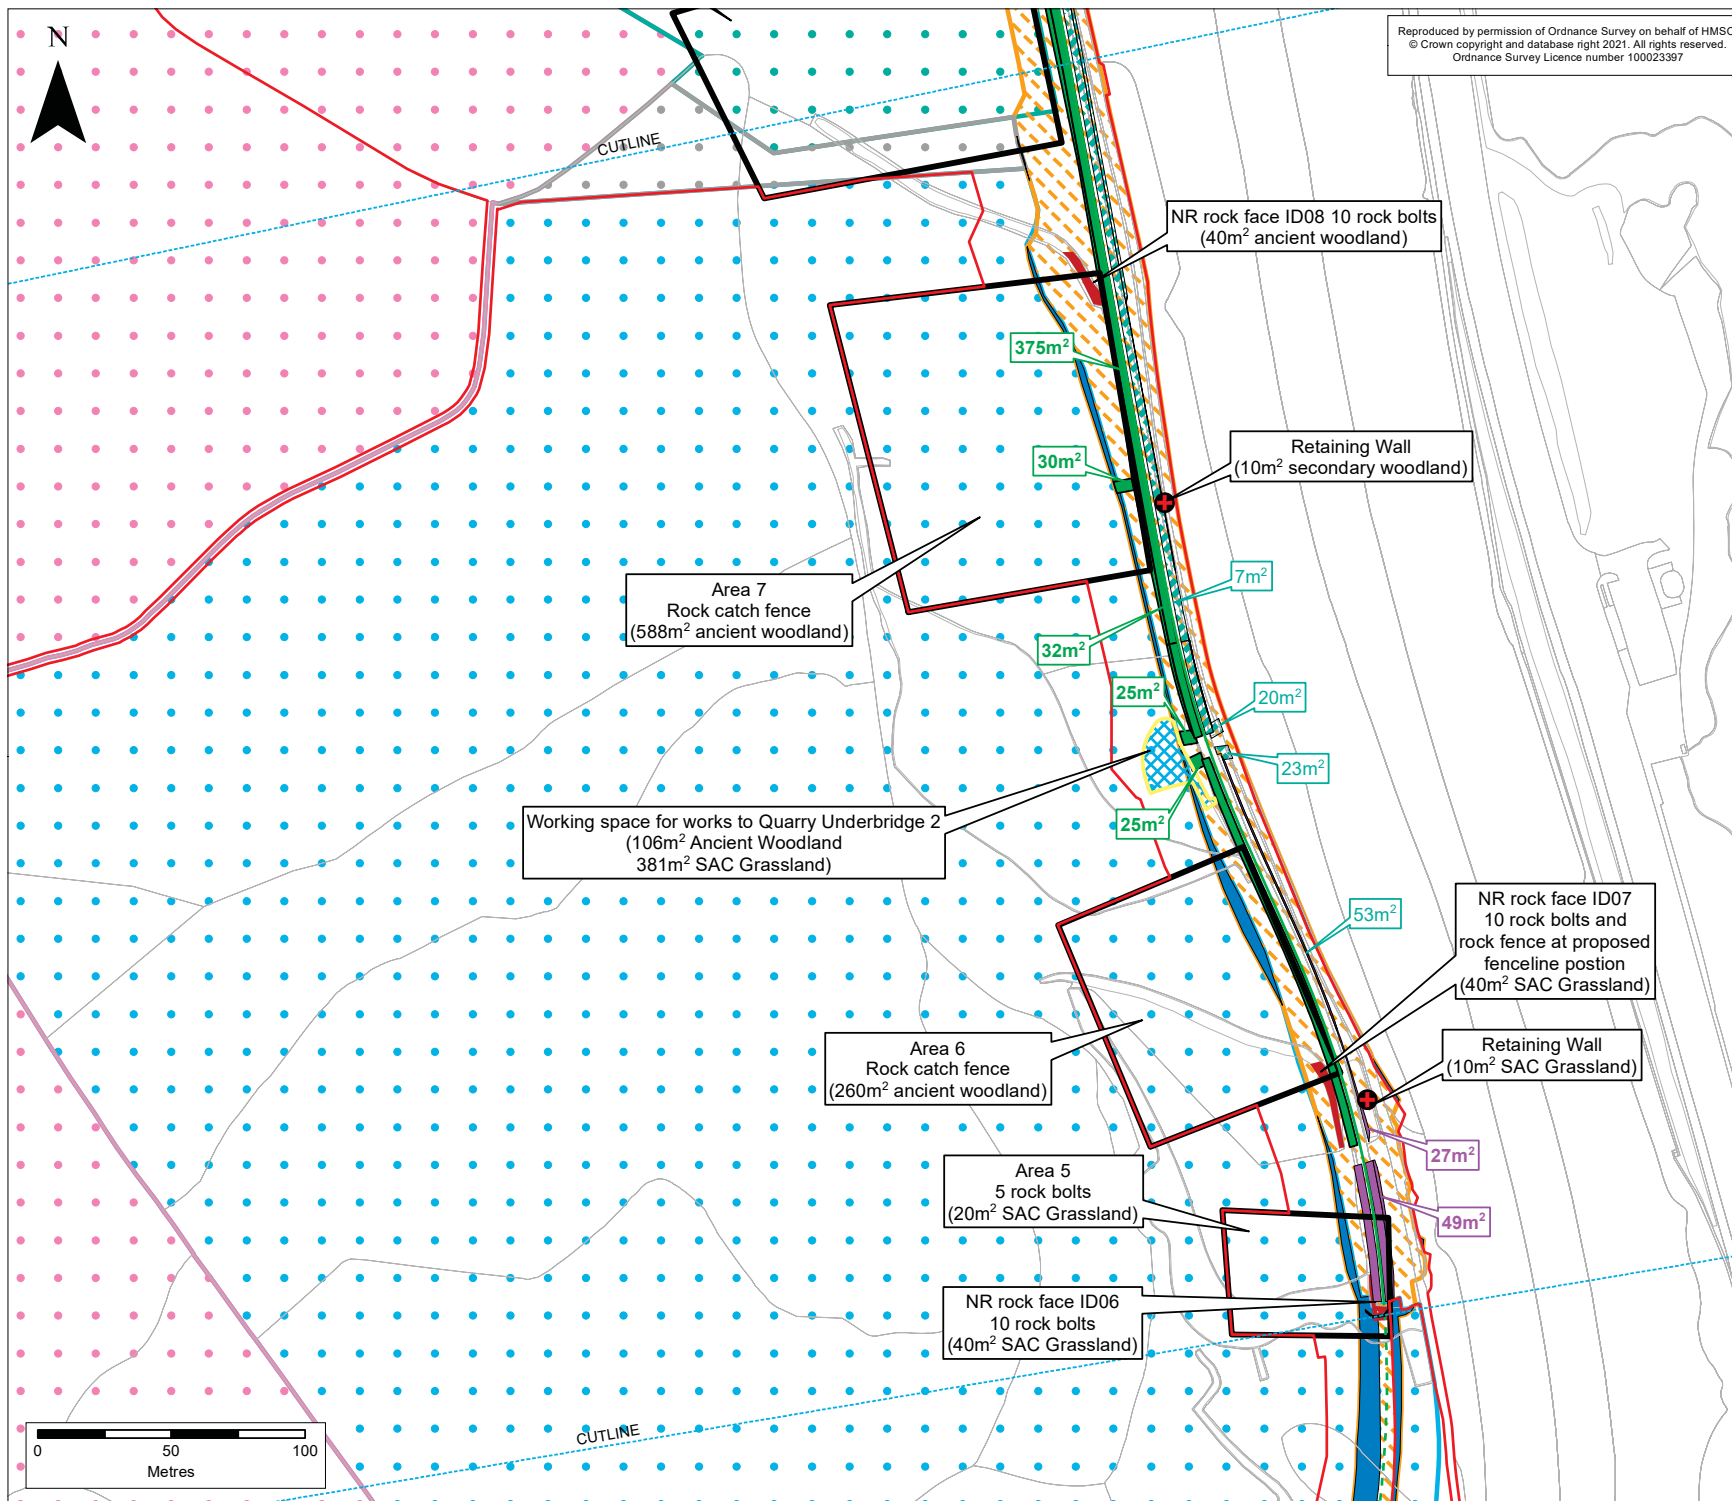 N
Reproduced by permission of Ordnance Survey on behalf of HMSO
© Crown copyright and database right 2021. All rights reserved.
Ordnance Survey Licence number 100023397
CUTLINE
NR rock face ID08 10 rock bolts
(40m² ancient woodland)
375m²
30m²
Retaining Wall
(10m² secondary woodland)
Area 7
Rock catch fence
(588m² ancient woodland)
7m²
32m²
25m²
20m²
23m²
Working space for works to Quarry Underbridge 2
(106m² Ancient Woodland
381m² SAC Grassland)
25m²
53m²
NR rock face ID07
10 rock bolts and
rock fence at proposed
fenceline postion
(40m² SAC Grassland)
Area 6
Rock catch fence
(260m² ancient woodland)
Retaining Wall
(10m² SAC Grassland)
27m²
Area 5
5 rock bolts
(20m² SAC Grassland)
49m²
NR rock face ID06
10 rock bolts
(40m² SAC Grassland)
CUTLINE
0 50 100
Metres